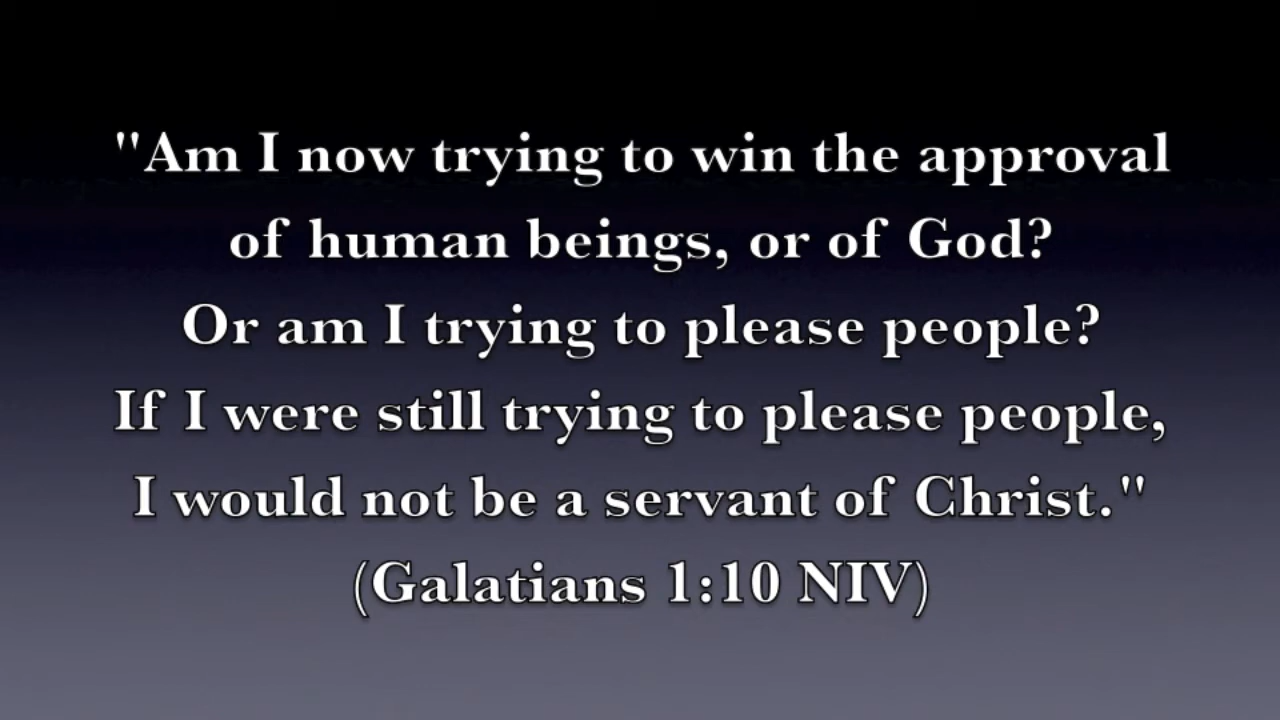 "Am I now trying to win the approval
of human beings, or of God?
Or am I trying to please people?
If I were still trying to please people,
I would not be a servant of Christ."
(Galatians 1:10 NIV)